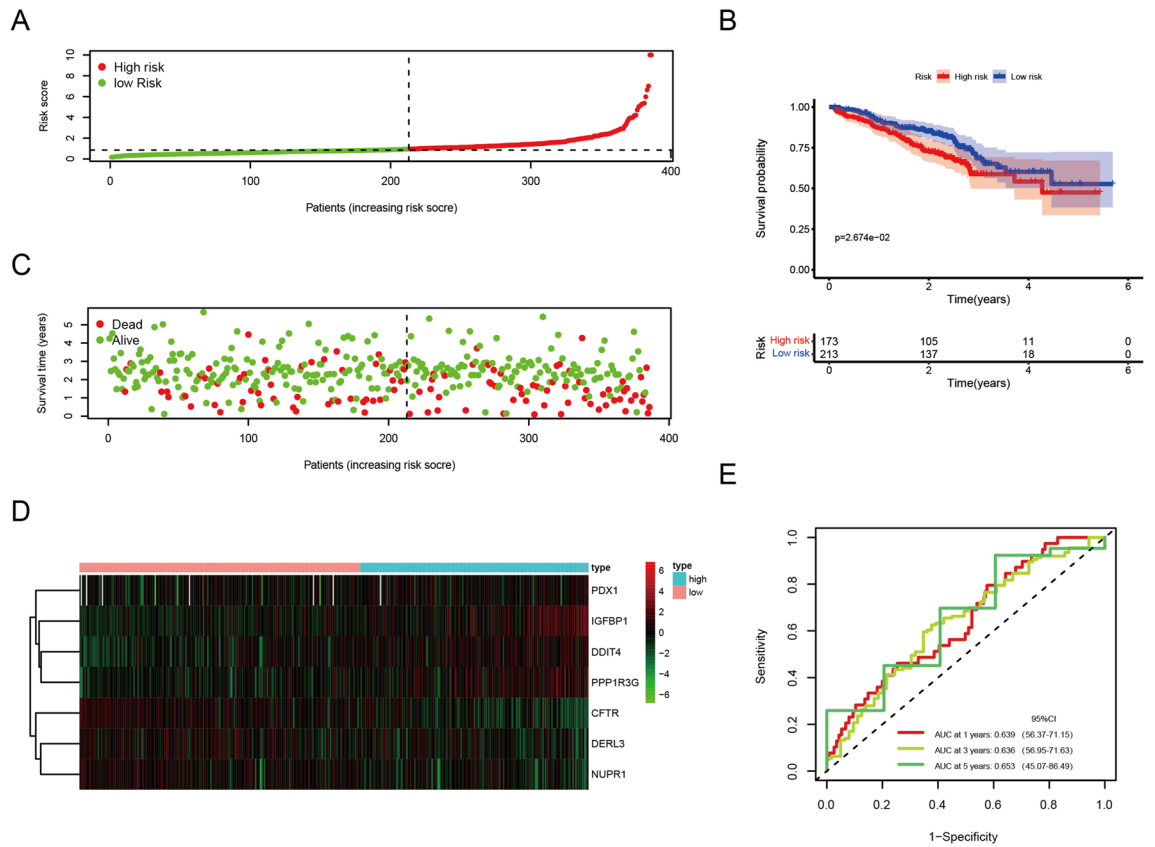 A
High risk
low Risk
Risk score
10
8
6
4
2
0
0 100 200 300 400
Patients (increasing risk socre)
B
Risk High risk Low risk
Survival probability
1.00
0.75
0.50
0.25
0.00
p=2.674e−02
0 2 4 6
Time(years)
Risk
High risk 173 105 11 0
Low risk 213 137 18 0
0 2 4 6
Time(years)
C
Dead
Alive
Survival time (years)
5
4
3
2
1
0
0 100 200 300 400
Patients (increasing risk socre)
D
type
PDX1
IGFBP1
DDIT4
PPP1R3G
CFTR
DERL3
NUPR1
6
4
2
0
−2
−4
−6
type
high
low
E
Sensitivity
1.0
0.8
0.6
0.4
0.2
0.0
95%CI
AUC at 1 years: 0.639 (56.37-71.15)
AUC at 3 years: 0.636 (56.95-71.63)
AUC at 5 years: 0.653 (45.07-86.49)
0.0 0.2 0.4 0.6 0.8 1.0
1−Specificity